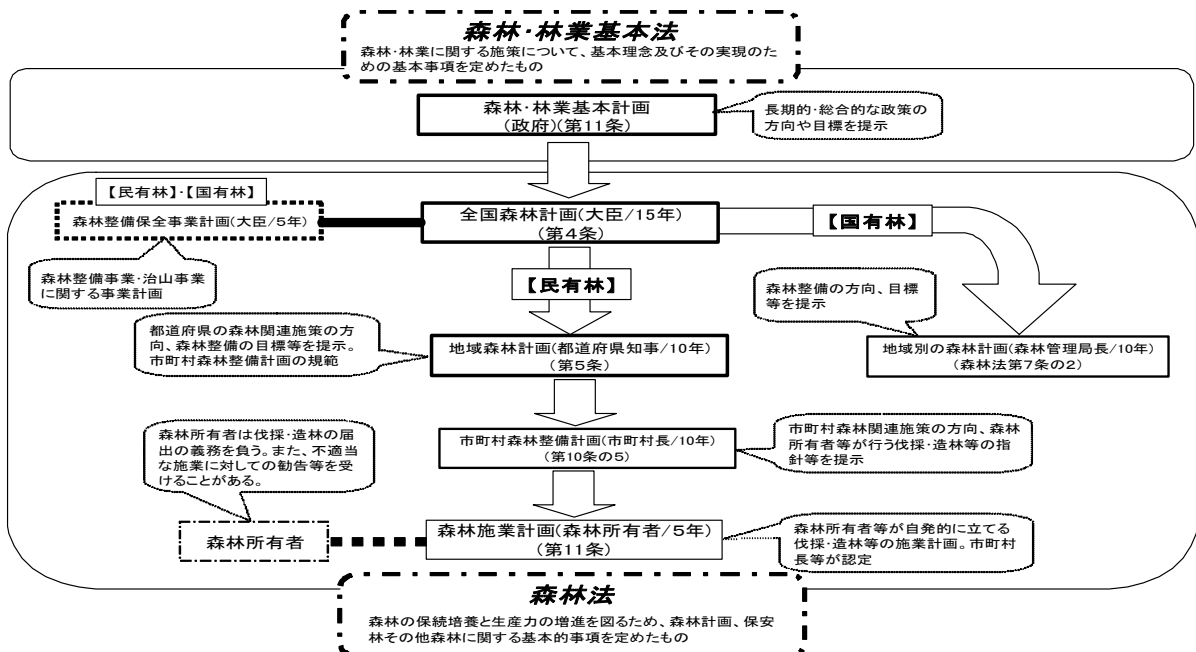 森林・林業基本法
森林・林業に関する施策について、基本理念及びその実現のた
めの基本事項を定めたもの
森林・林業基本計画
(政府)(第11条)
長期的・総合的な政策の
方向や目標を提示
【民有林】・【国有林】
森林整備保全事業計画(大臣/5年)
全国森林計画(大臣/15年)
(第4条)
【国有林】
森林整備事業・治山事業
に関する事業計画
【民有林】
森林整備の方向、目標
等を提示
都道府県の森林関連施策の方
向、森林整備の目標等を提示。
市町村森林整備計画の規範
地域森林計画(都道府県知事/10年)
(第5条)
地域別の森林計画(森林管理局長/10年)
(森林法第7条の2)
森林所有者は伐採・造林の届
出の義務を負う。また、不適当
な施業に対しての勧告等を受
けることがある。
市町村森林整備計画(市町村長/10年)
(第10条の5)
市町村森林関連施策の方向、森林
所有者等が行う伐採・造林等の指
針等を提示
森林所有者
森林施業計画(森林所有者/5年)
(第11条)
森林所有者等が自発的に立てる
伐採・造林等の施業計画。市町村
長等が認定
森林法
森林の保続培養と生産力の増進を図るため、森林計画、保安
林その他森林に関する基本的事項を定めたもの